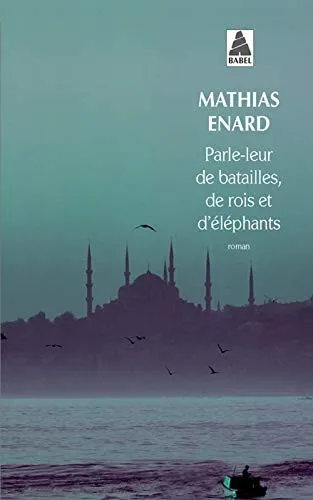 BABEL
MATHIAS
ENARD
Parle-leur
de batailles,
de rois et
d'éléphants
roman